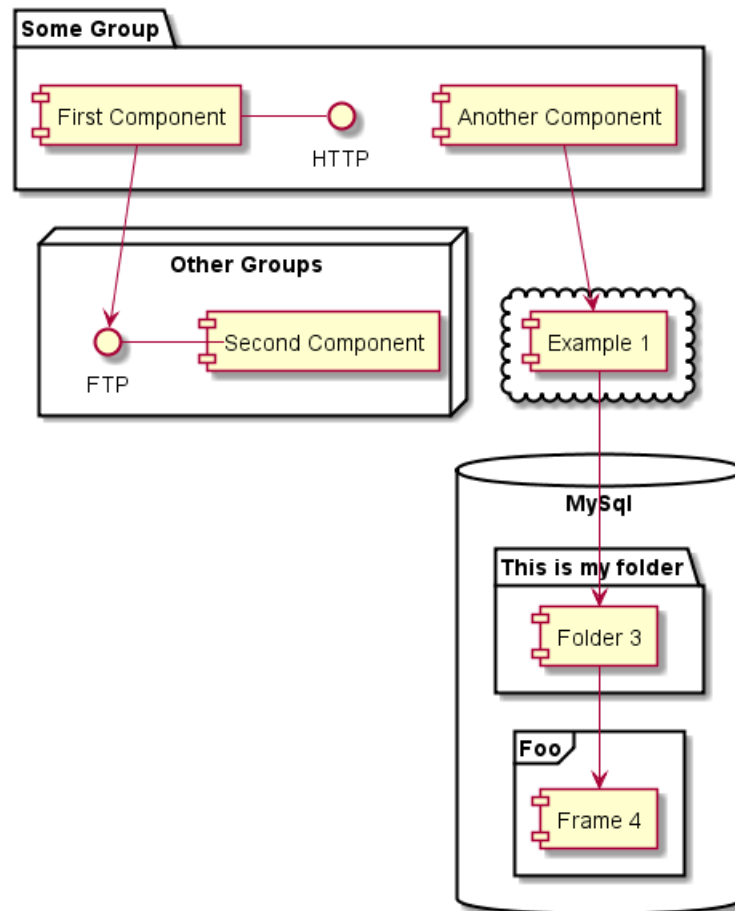 Some Group
First Component
HTTP
Another Component
Other Groups
FTP
Second Component
Example 1
MySql
This is my folder
Folder 3
Foo
Frame 4